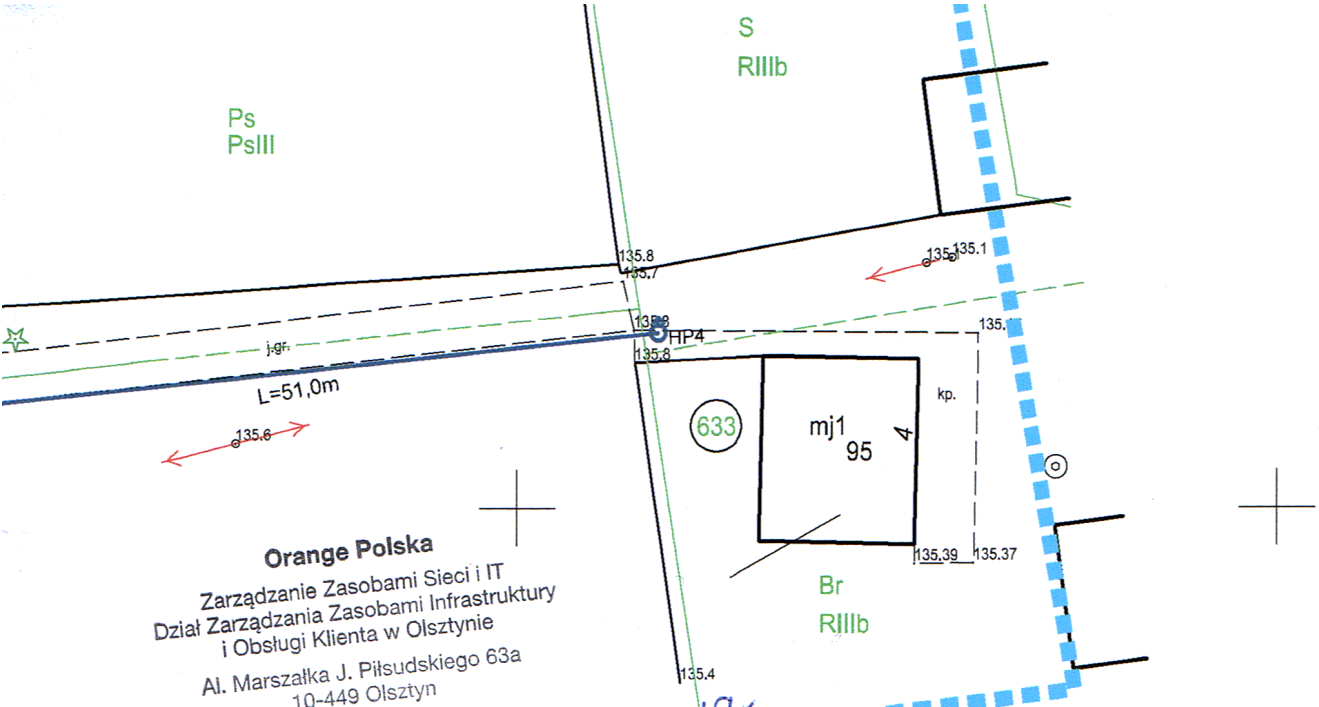 S
RIIIb
Ps
PsIII
135.8
135.7
135.1
135.8
HP4
135.8
j.gr.
L=51,0m
135.6
kp.
633
mj1
95
4
135.39
135.37
Orange Polska
Zarządzanie Zasobami Sieci i IT
Dział Zarządzania Zasobami Infrastruktury
i Obsługi Klienta w Olsztynie
Al. Marszałka J. Piłsudskiego 63a
10-449 Olsztyn
Br
RIIIb
135.4